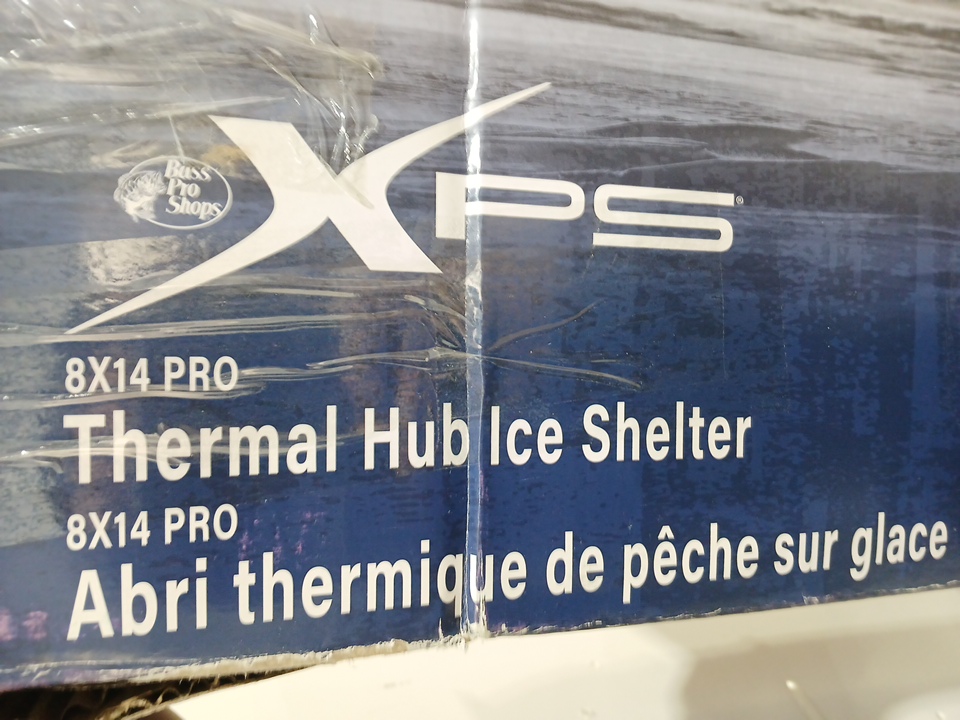 Bass
Pro
Shops
XPS®
8X14 PRO
Thermal Hub Ice Shelter
8X14 PRO
Abri thermique de pêche sur glace